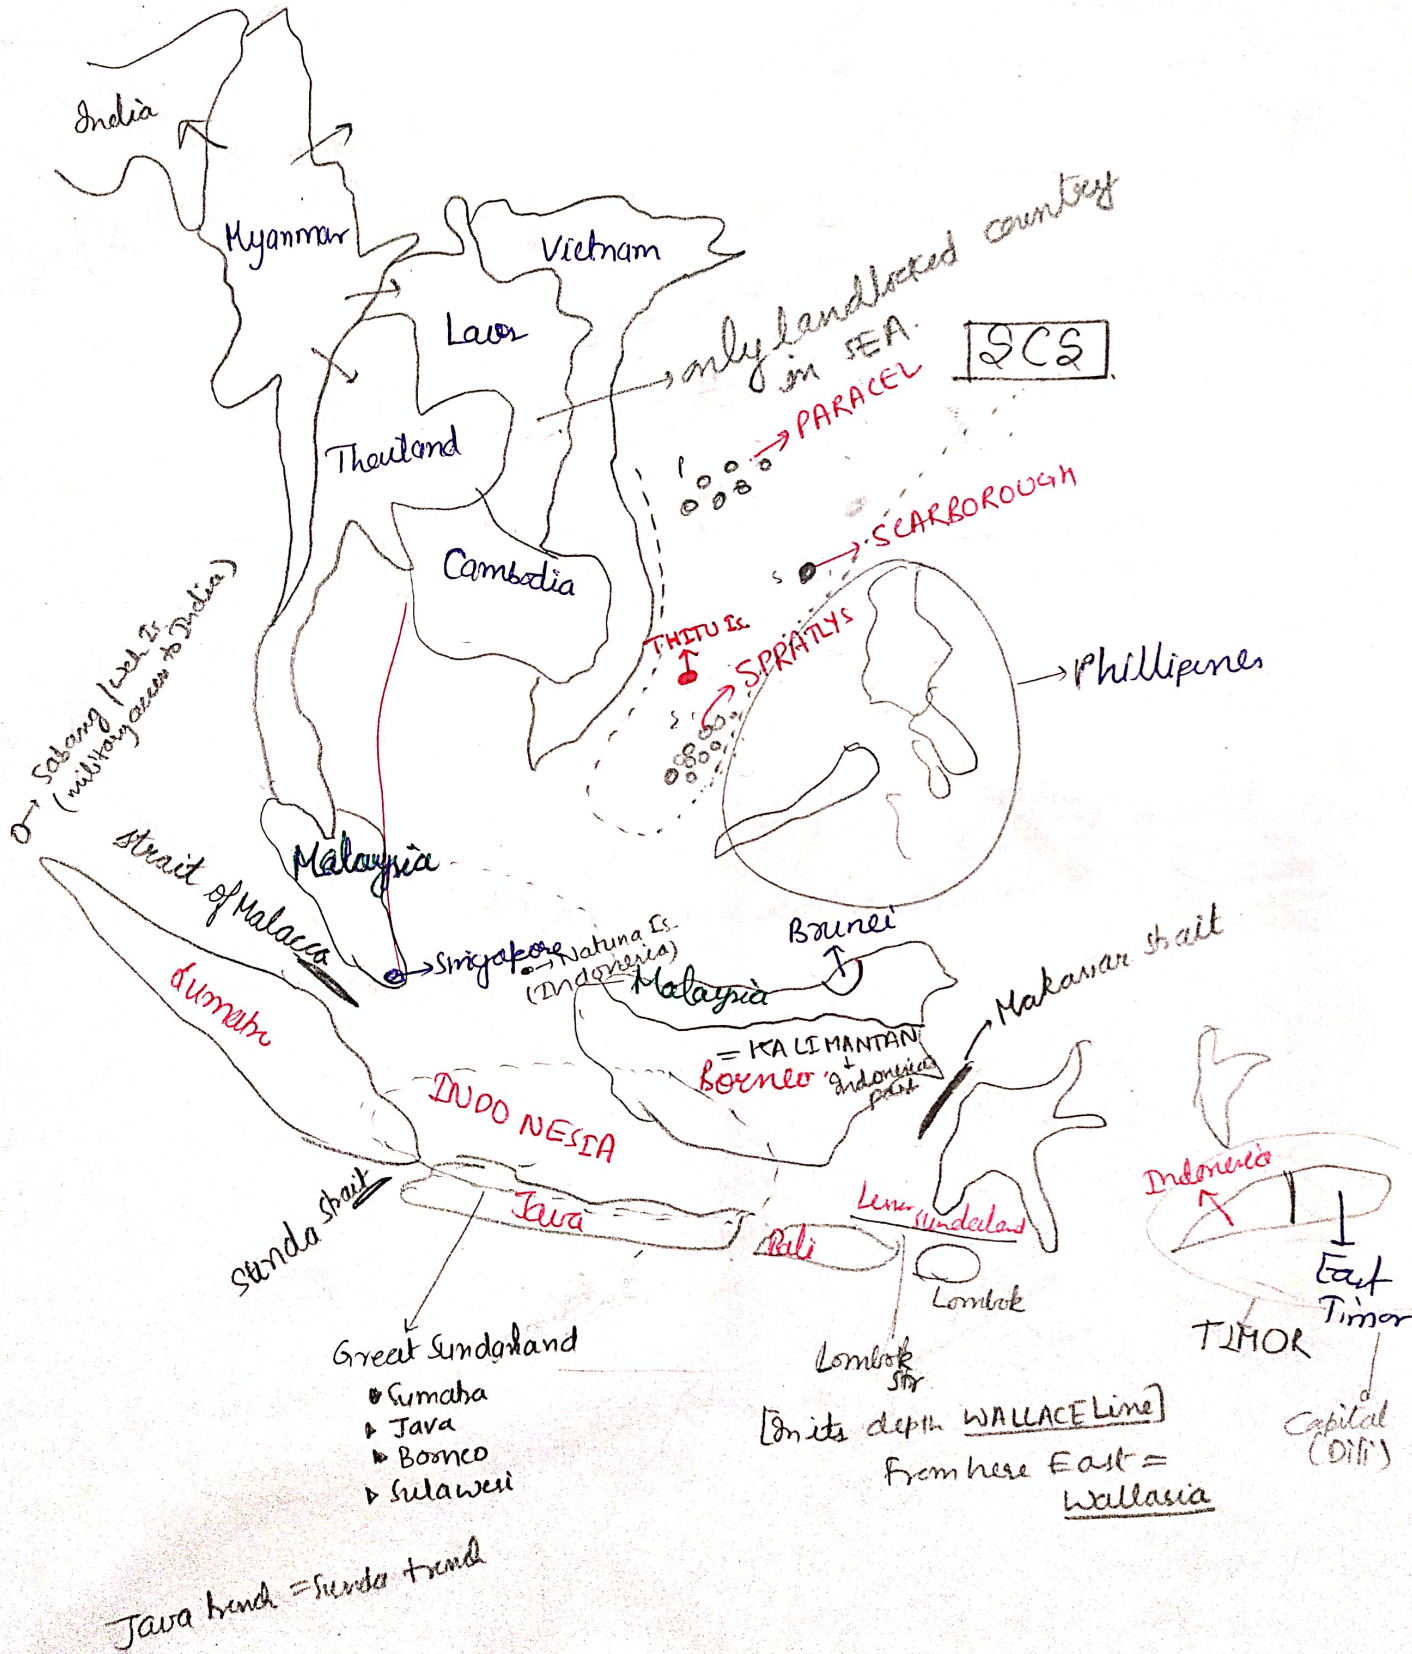 India
Myanmar
Vietnam
Laos
only landlocked country
in SEA.
SCS
PARACEL
Thailand
SCARBOROUGH
Cambodia
THITU Is.
SPRATLYS
S
S
Phillipines
Sabang / Weh Is
(military access to India)
Strait of Malacca
Malaysia
Singapore
Natuna Is.
(Indonesia)
Brunei
Malaysia
Makassar Strait
Sumatra
= KALIMANTAN
Borneo
Indonesia
part
INDONESIA
Sunda Strait
Java
Bali
Lesser Sundaland
Lombok
Indonesia
East
Timor
TIMOR
Capital
(Dili)
Great Sundaland
Sumatra
Java
Borneo
Sulawesi
Lombok
Str
[In its depth WALLACE Line]
From here East =
Wallasia
Java trench = Sunda trench